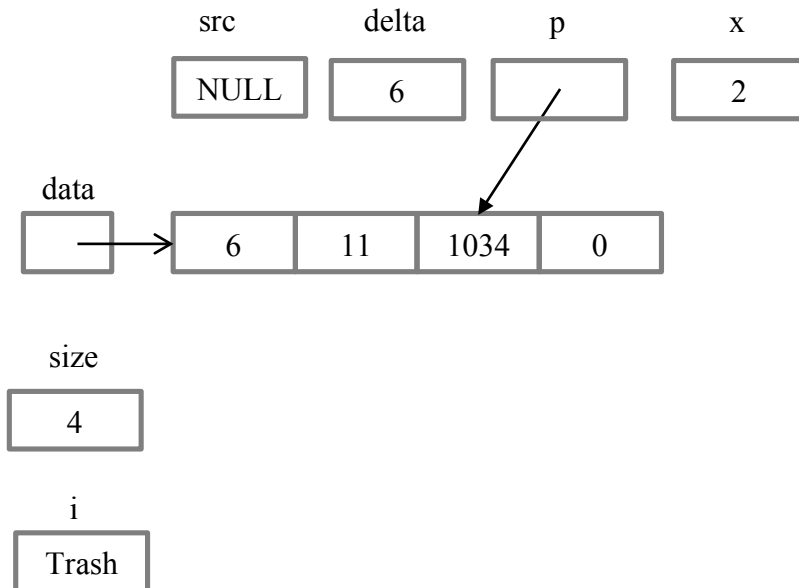 src delta p x
NULL 6 2
data
6 11 1034 0
size
4
i
Trash